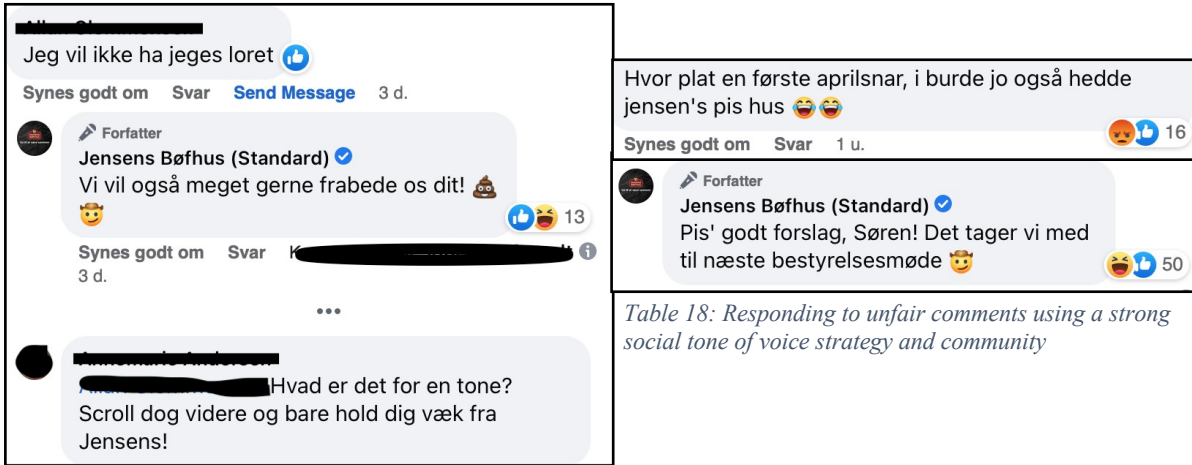 Jeg vil ikke ha jeges loret
Synes godt om Svar Send Message 3 d.
Forfatter
Jensens Bøfhus (Standard)
Vi vil også meget gerne frabede os dit! 💩
🤠
13
Synes godt om Svar
3 d.
•••
Hvad er det for en tone?
Scroll dog videre og bare hold dig væk fra
Jensens!
Hvor plat en første aprilsnar, i burde jo også hedde
jensen's pis hus 😂😂
16
Synes godt om Svar 1 u.
Forfatter
Jensens Bøfhus (Standard)
Pis' godt forslag, Søren! Det tager vi med
til næste bestyrelsesmøde 🤠
50
Table 18: Responding to unfair comments using a strong
social tone of voice strategy and community